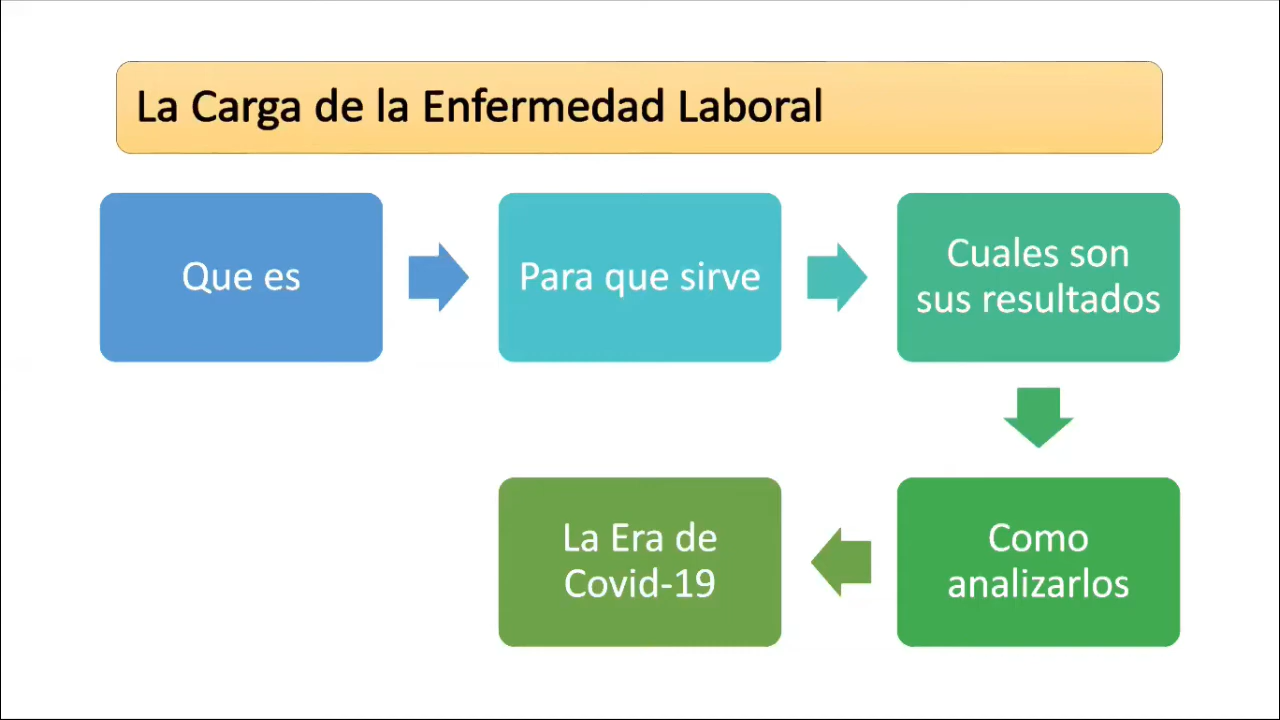 La Carga de la Enfermedad Laboral
Que es
Para que sirve
Cuales son
sus resultados
Como
analizarlos
La Era de
Covid-19